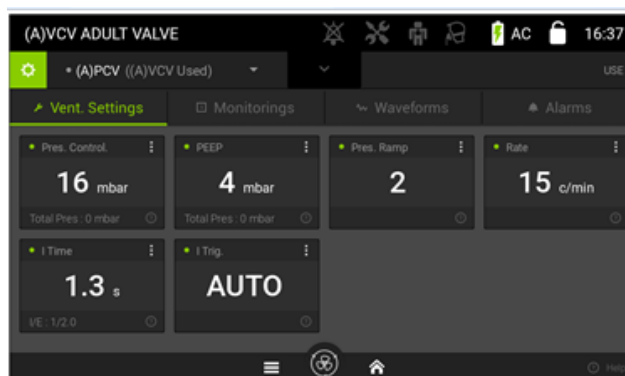 (A)VCV ADULT VALVE AC 16:37
• (A)PCV ((A)VCV Used) USE
Vent. Settings Monitorings Waveforms Alarms
Pres. Control. PEEP Pres. Ramp Rate
16 mbar 4 mbar 2 15 c/min
Total Pres : 0 mbar Total Pres : 0 mbar
I Time I Trig.
1.3 s AUTO
I/E : 1/2.0
Help